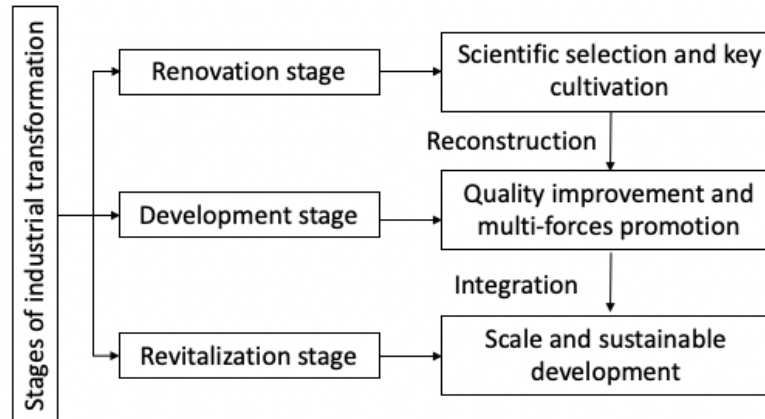 Stages of industrial transformation
Renovation stage
Scientific selection and key
cultivation
Reconstruction
Development stage
Quality improvement and
multi-forces promotion
Integration
Revitalization stage
Scale and sustainable
development